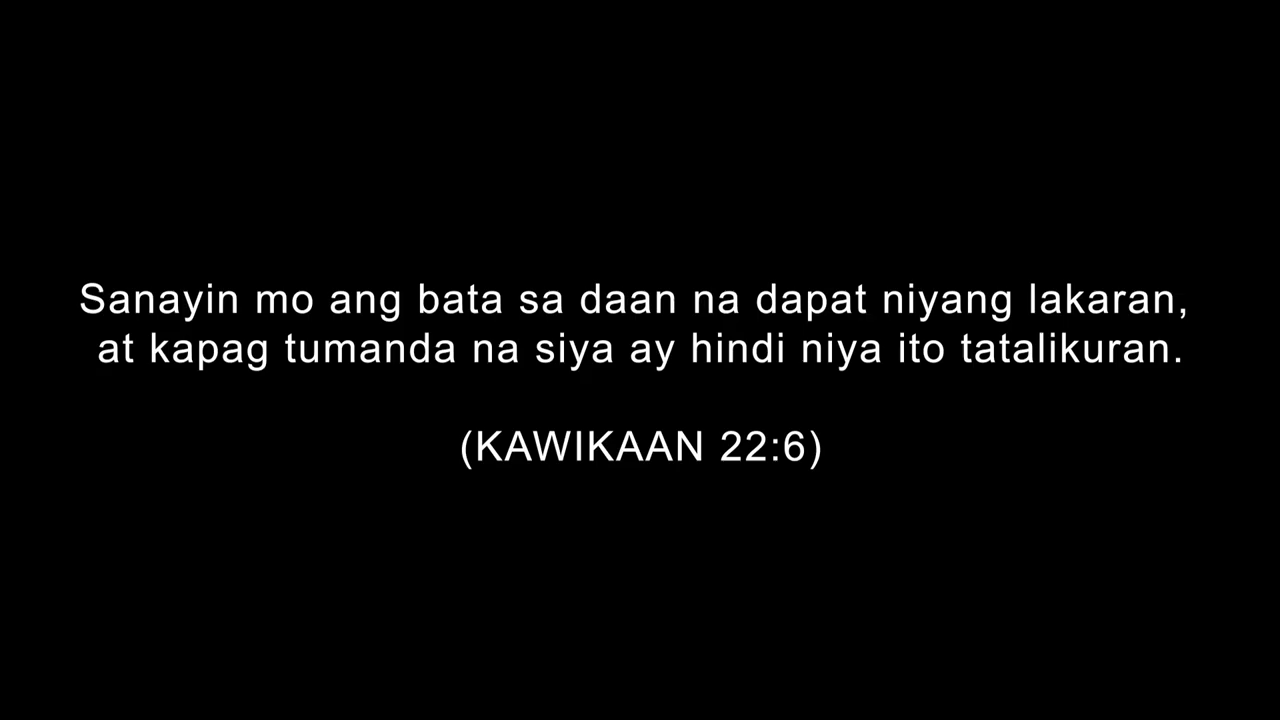 Sanayin mo ang bata sa daan na dapat niyang lakaran,
at kapag tumanda na siya ay hindi niya ito tatalikuran.
(KAWIKAAN 22:6)